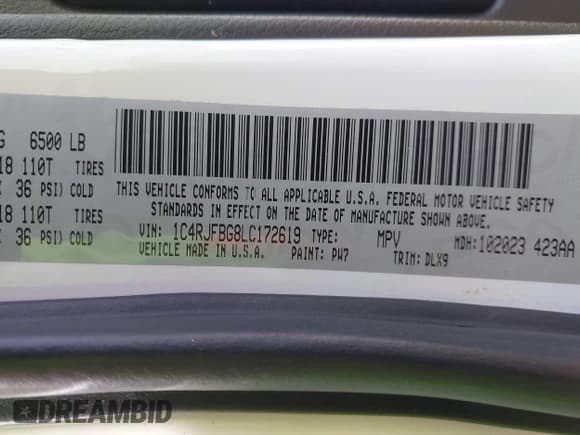 G 6500 LB
18 110T TIRES
36 PSI) COLD
18 110T TIRES
36 PSI) COLD
THIS VEHICLE CONFORMS TO ALL APPLICABLE U.S.A. FEDERAL MOTOR VEHICLE SAFETY
STANDARDS IN EFFECT ON THE DATE OF MANUFACTURE SHOWN ABOVE.
VIN: 1C4RJFBG8LC172619 TYPE: MPV MDH:102023 423AA
VEHICLE MADE IN U.S.A. PAINT: PW7 TRIM: DLX9
DREAMBID